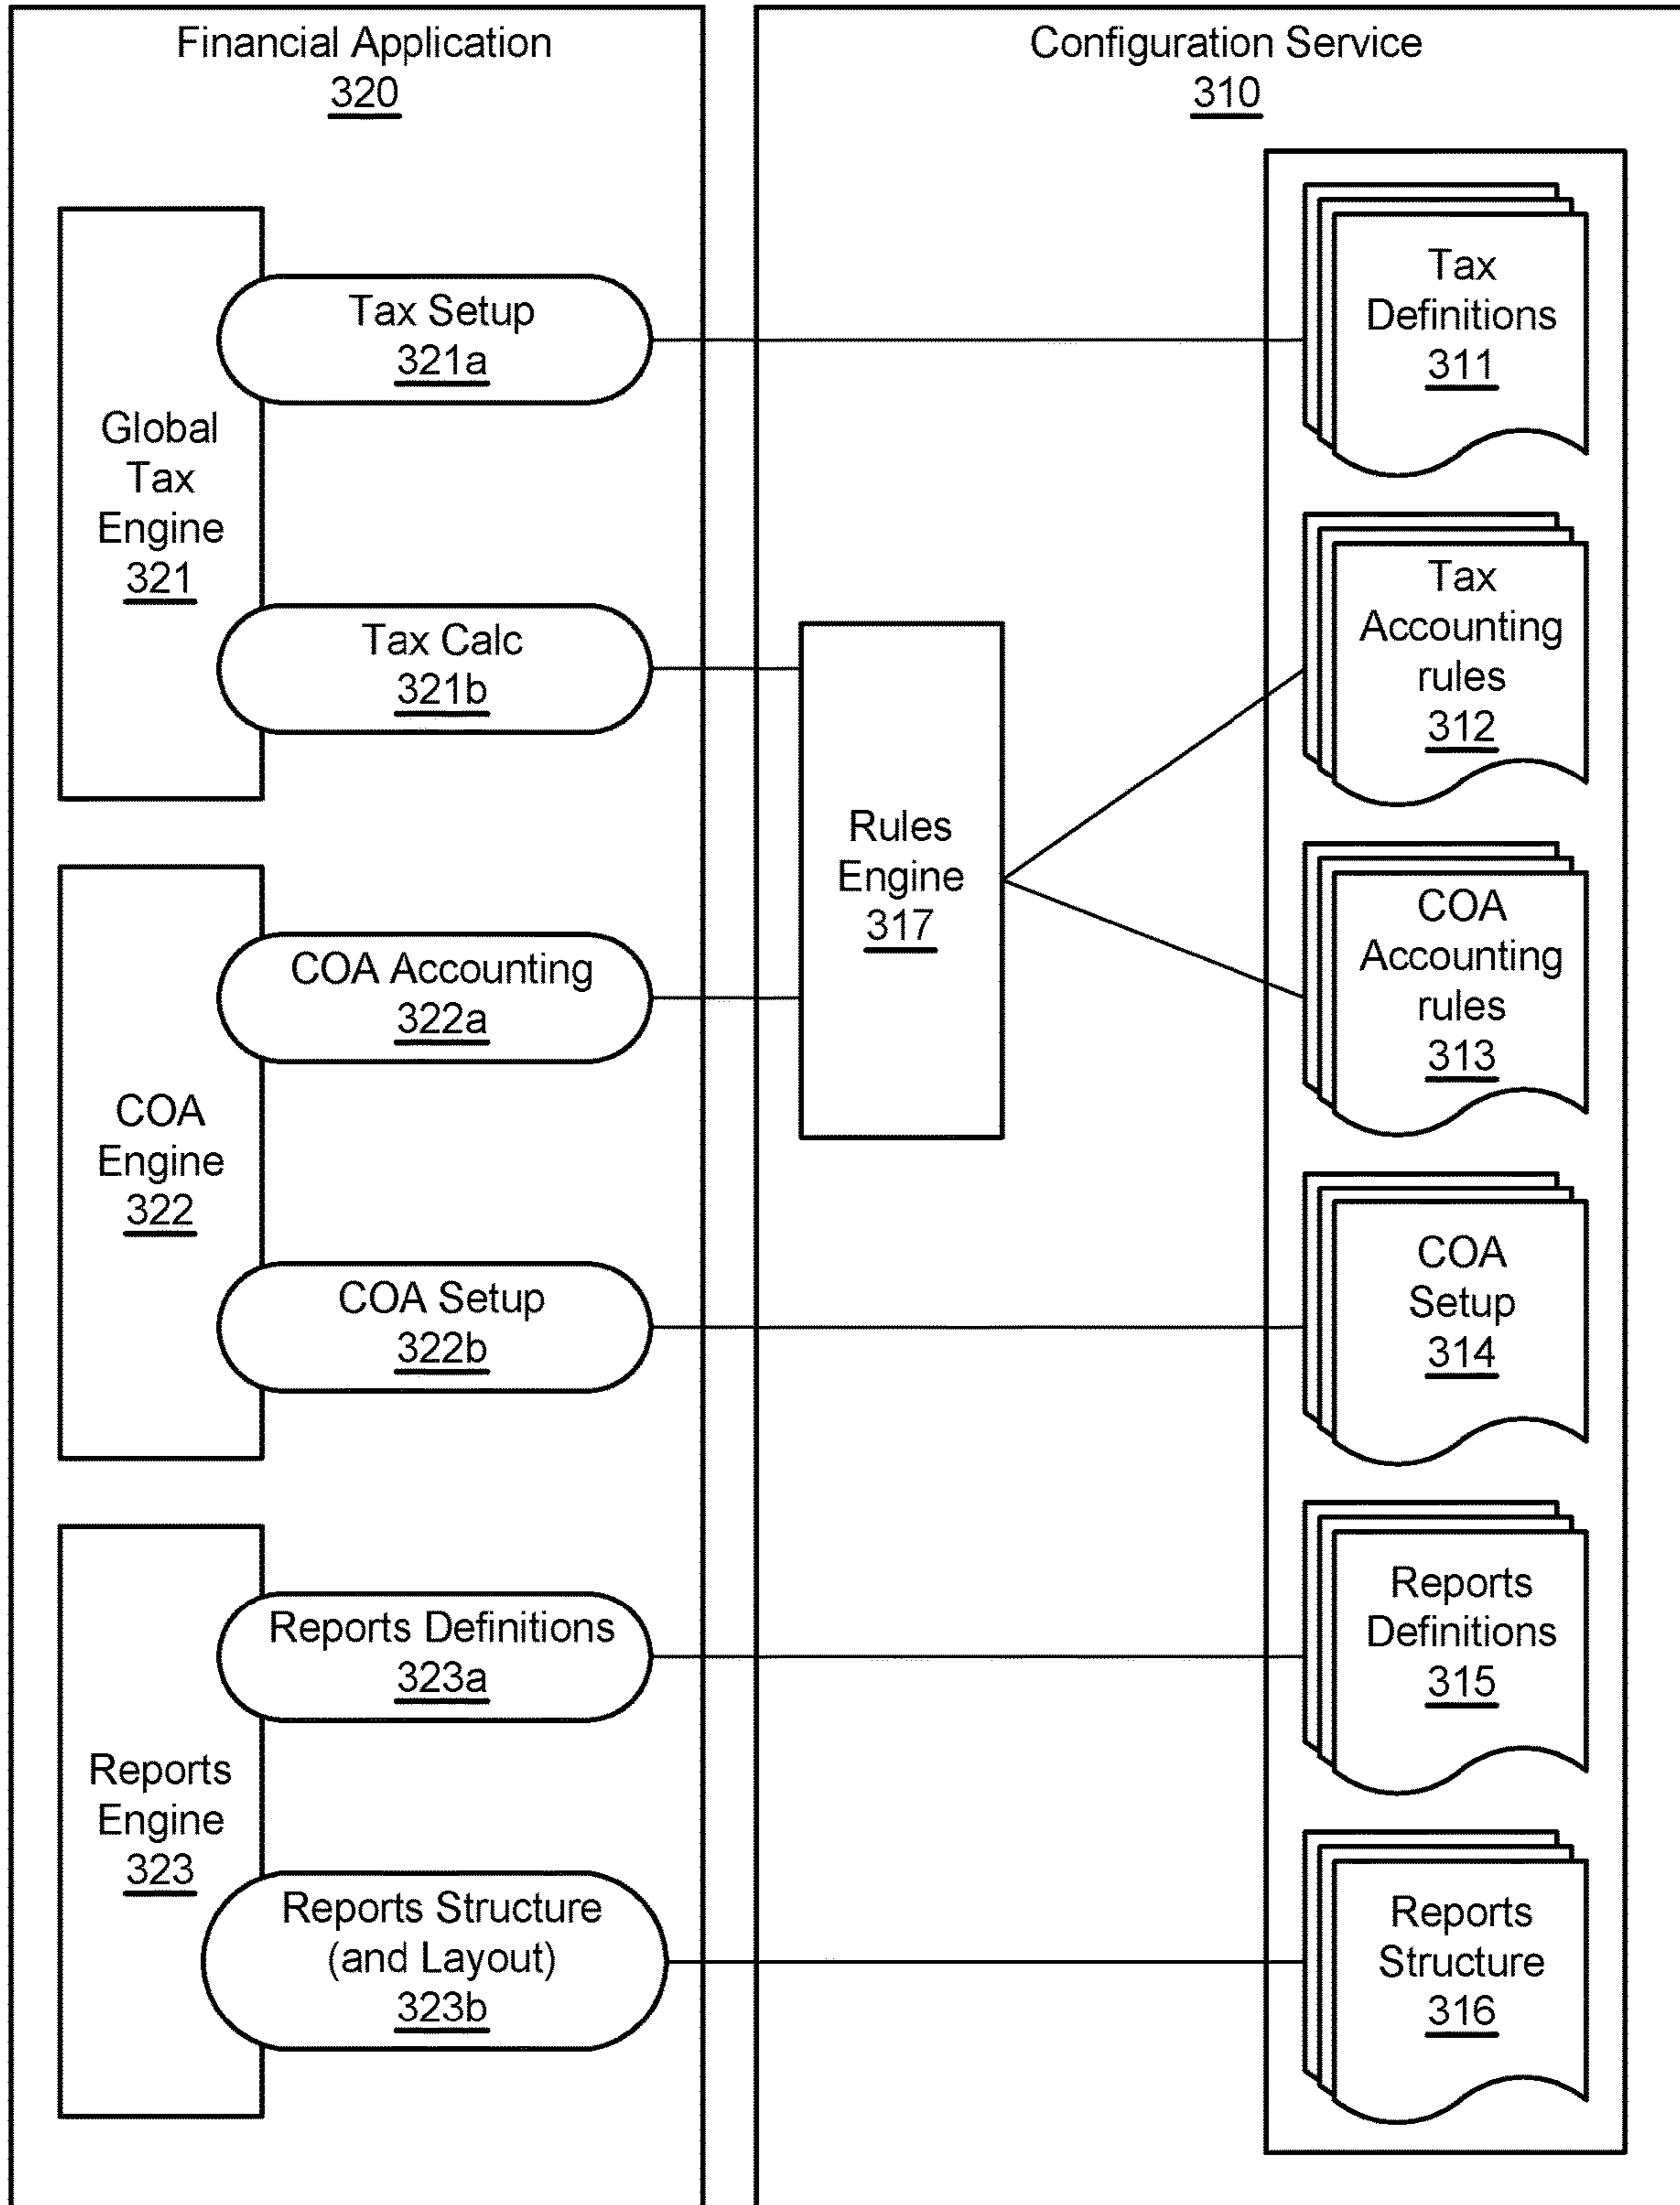 Financial Application
320
Global
Tax
Engine
321
Tax Setup
321a
Tax Calc
321b
COA
Engine
322
COA Accounting
322a
COA Setup
322b
Reports
Engine
323
Reports Definitions
323a
Reports Structure
(and Layout)
323b
Configuration Service
310
Rules
Engine
317
Tax
Definitions
311
Tax
Accounting
rules
312
COA
Accounting
rules
313
COA
Setup
314
Reports
Definitions
315
Reports
Structure
316